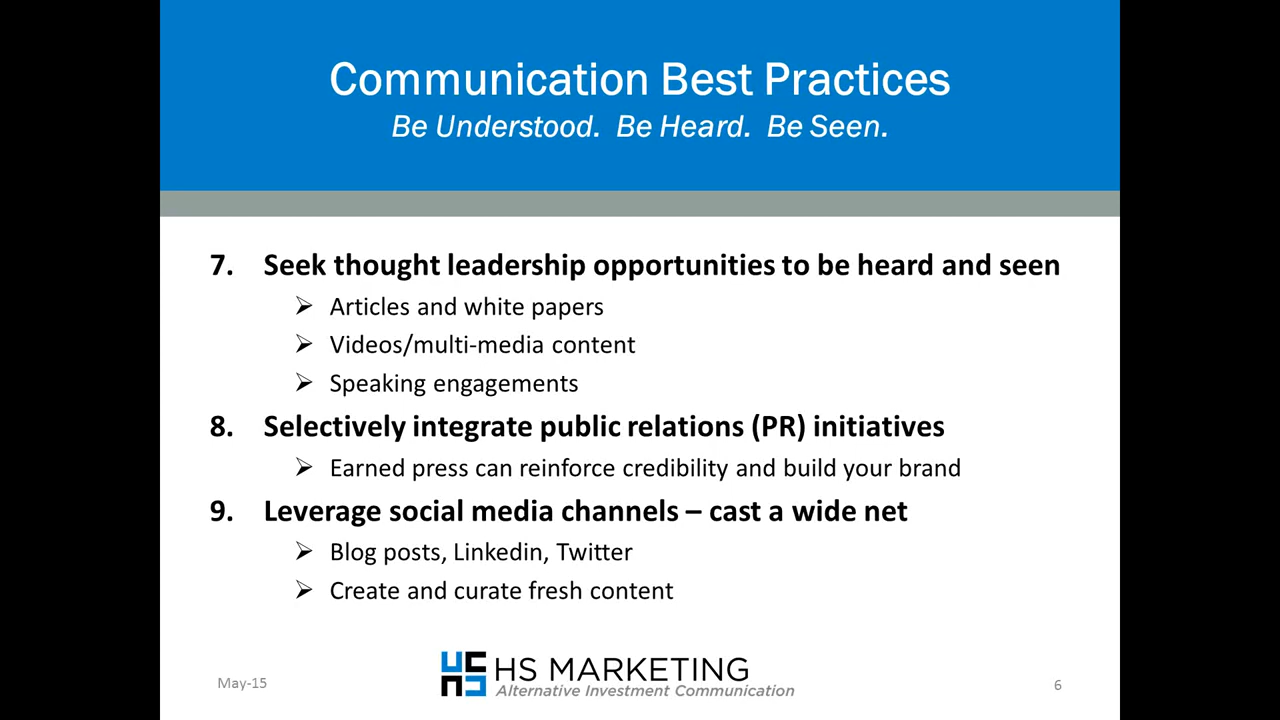 Communication Best Practices
Be Understood. Be Heard. Be Seen.
7. Seek thought leadership opportunities to be heard and seen
➢ Articles and white papers
➢ Videos/multi-media content
➢ Speaking engagements
8. Selectively integrate public relations (PR) initiatives
➢ Earned press can reinforce credibility and build your brand
9. Leverage social media channels – cast a wide net
➢ Blog posts, Linkedin, Twitter
➢ Create and curate fresh content
May-15
HS MARKETING
Alternative Investment Communication
6